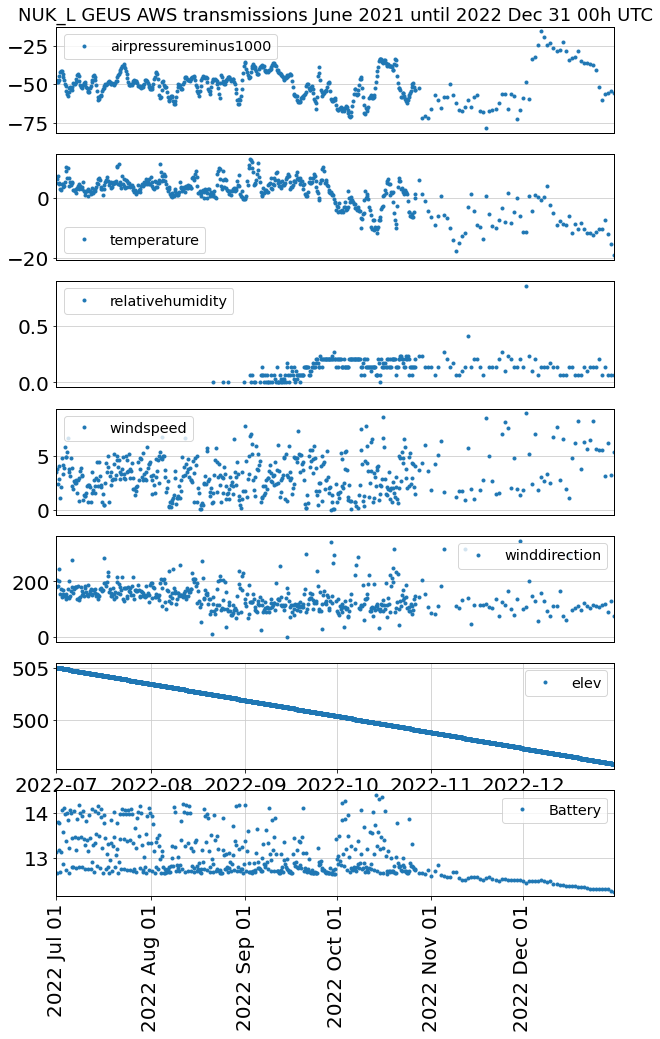 NUK_L GEUS AWS transmissions June 2021 until 2022 Dec 31 00h UTC
−25
−50
−75
airpressureminus1000
0
−20
temperature
0.5
0.0
relativehumidity
5
0
windspeed
200
0
winddirection
505
500
elev
2022-07 2022-08 2022-09 2022-10 2022-11 2022-12
14
13
Battery
2022 Jul 01
2022 Aug 01
2022 Sep 01
2022 Oct 01
2022 Nov 01
2022 Dec 01